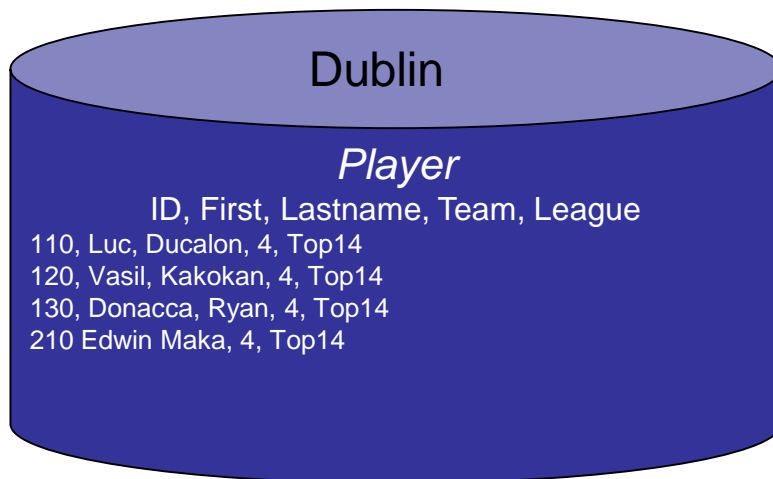 Dublin
Player
ID, First, Lastname, Team, League
110, Luc, Ducalon, 4, Top14
120, Vasil, Kakokan, 4, Top14
130, Donacca, Ryan, 4, Top14
210 Edwin Maka, 4, Top14